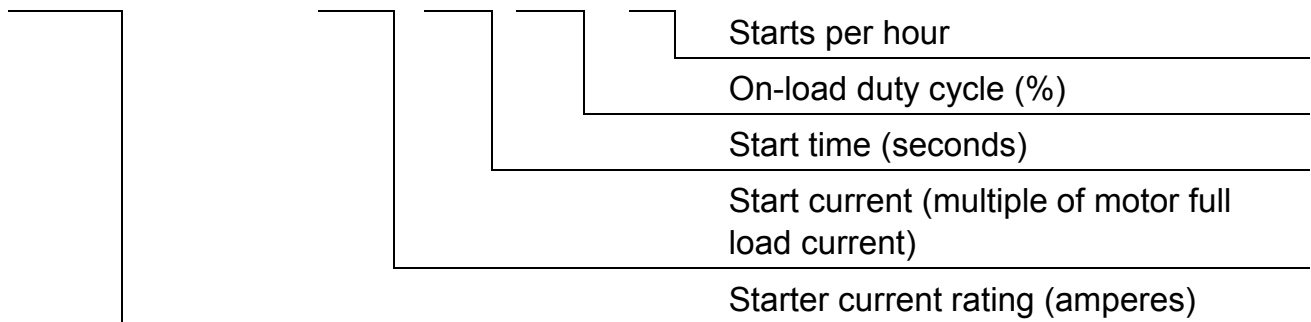 Starts per hour
On-load duty cycle (%)
Start time (seconds)
Start current (multiple of motor full
load current)
Starter current rating (amperes)